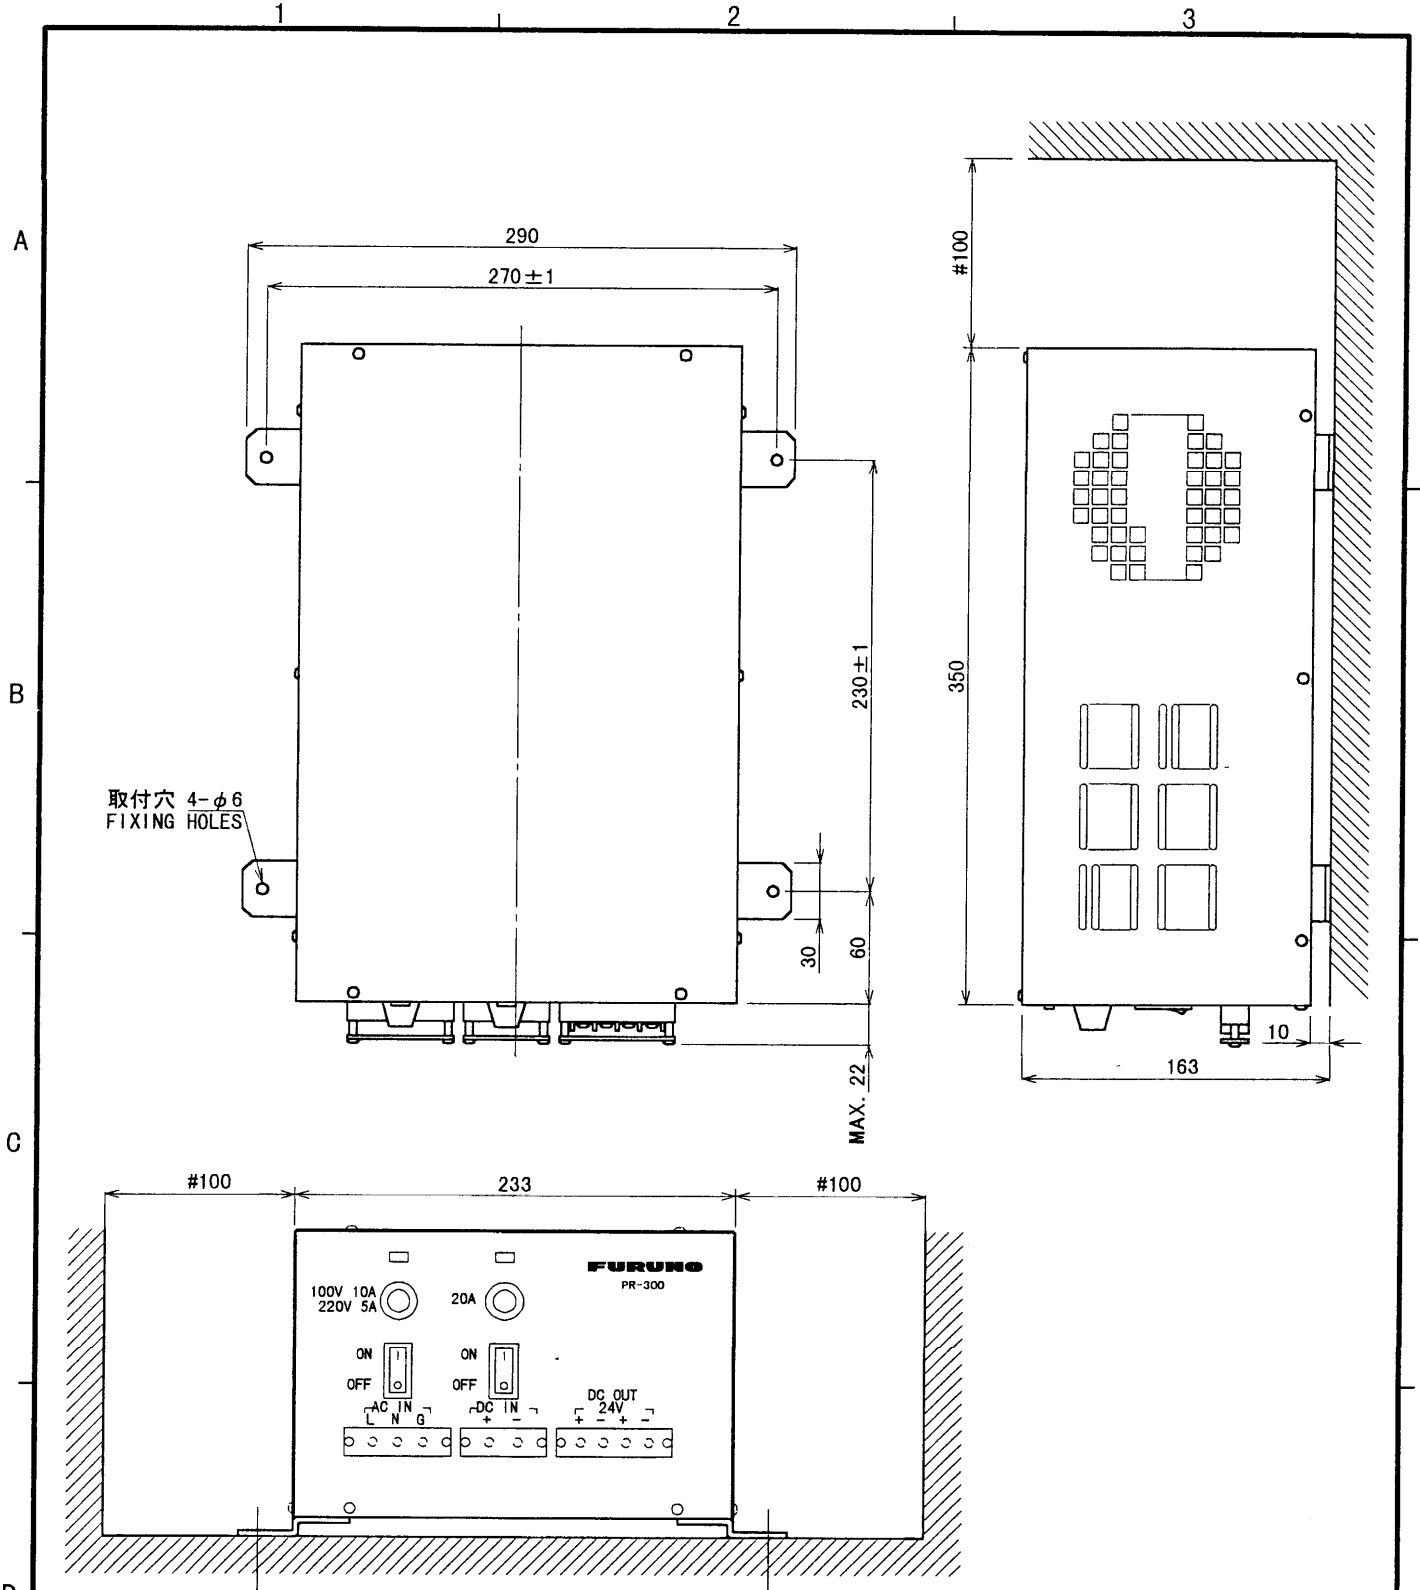 1
2
3
A
290
270±1
#100
230±1
B
350
取付穴 4-φ6
FIXING HOLES
30
60
10
163
MAX. 22
C
#100
233
#100
FURUNO
PR-300
100V 10A
220V 5A
20A
ON
ON
OFF
OFF
AC IN
DC IN
DC OUT
24V
L N G
+ -
+ - + -
D